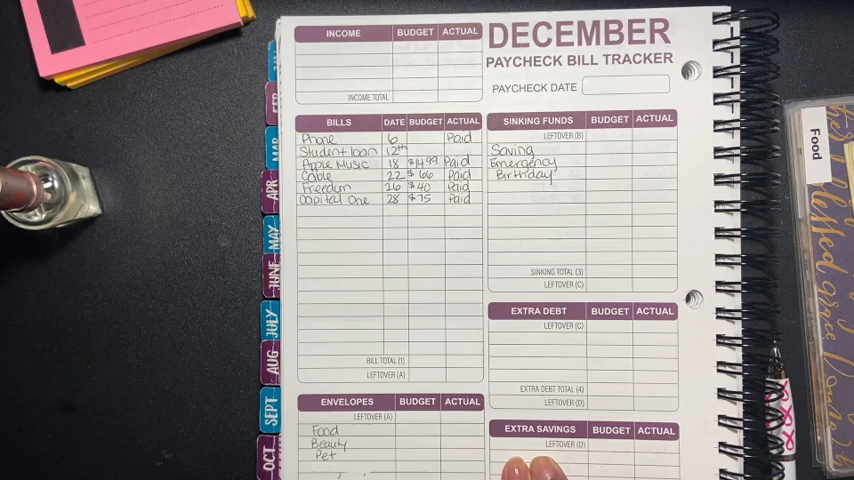 INCOME BUDGET ACTUAL
INCOME TOTAL
DECEMBER
PAYCHECK BILL TRACKER
PAYCHECK DATE
BILLS DATE BUDGET ACTUAL
Phone 6 Paid
Student loan 12th
Apple Music 18 $14.99 Paid
Cable 22 $66 Paid
Freedom 26 $40 Paid
Capital One 28 $75 Paid
BILL TOTAL (1)
LEFTOVER (A)
ENVELOPES BUDGET ACTUAL
LEFTOVER (A)
Food
Beauty
Pet
SINKING FUNDS BUDGET ACTUAL
LEFTOVER (B)
Saving
Emergency
Birthday
SINKING TOTAL (3)
LEFTOVER (C)
EXTRA DEBT BUDGET ACTUAL
LEFTOVER (C)
EXTRA DEBT TOTAL (4)
LEFTOVER (D)
EXTRA SAVINGS BUDGET ACTUAL
LEFTOVER (D)
FEB
MAR
APR
MAY
JUNE
JULY
AUG
SEPT
OCT
Food
blessed grace